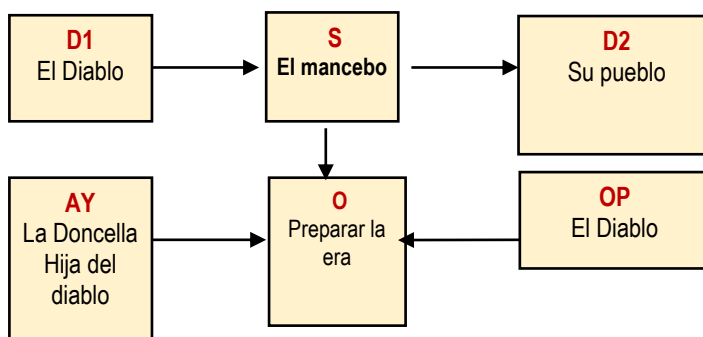 D1
El Diablo
S
El mancebo
D2
Su pueblo
AY
La Doncella
Hija del
diablo
O
Preparar la
era
OP
El Diablo